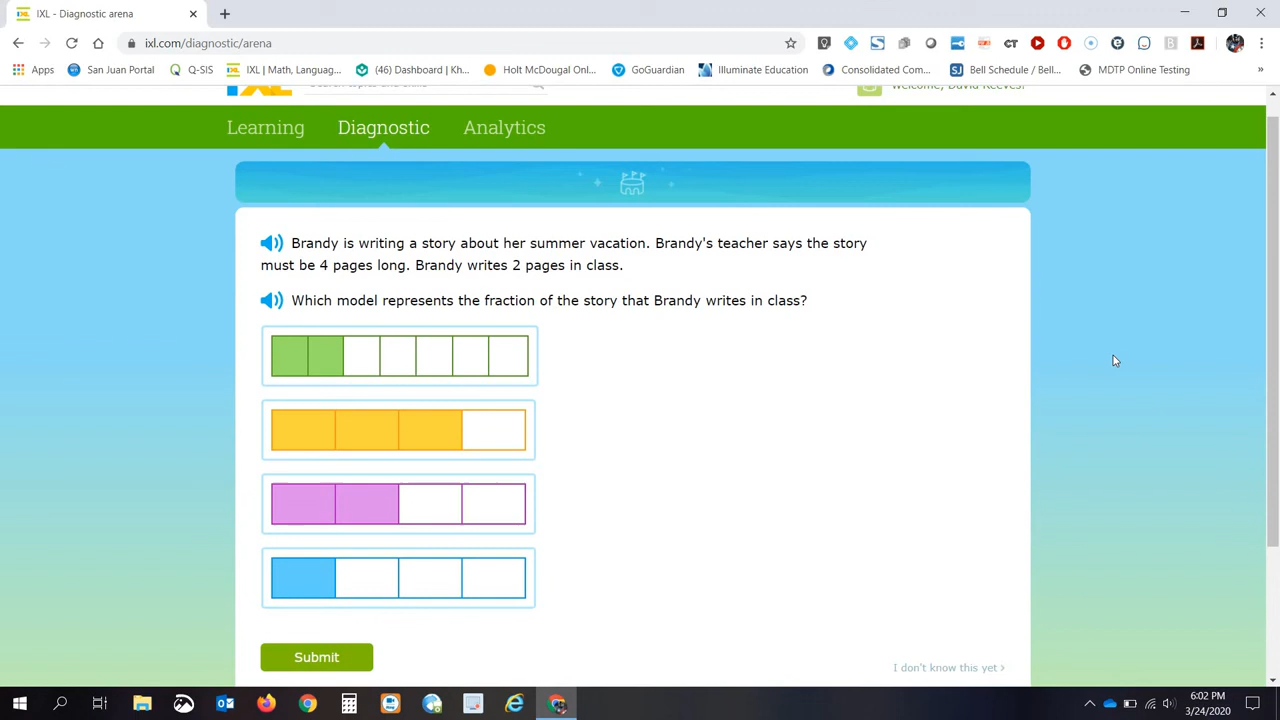 IXL - Diagnostic arena
ixl.com/diagnostic/arena
Apps San Juan Portal Q-SIS IXL | Math, Languag... (46) Dashboard | Kh... Holt McDougal Onl... GoGuardian Illuminate Education Consolidated Com... Bell Schedule / Bell... MDTP Online Testing »
Welcome, David Reeves!
Learning Diagnostic Analytics
Brandy is writing a story about her summer vacation. Brandy's teacher says the story
must be 4 pages long. Brandy writes 2 pages in class.
Which model represents the fraction of the story that Brandy writes in class?
Submit
I don't know this yet ›
6:02 PM
3/24/2020